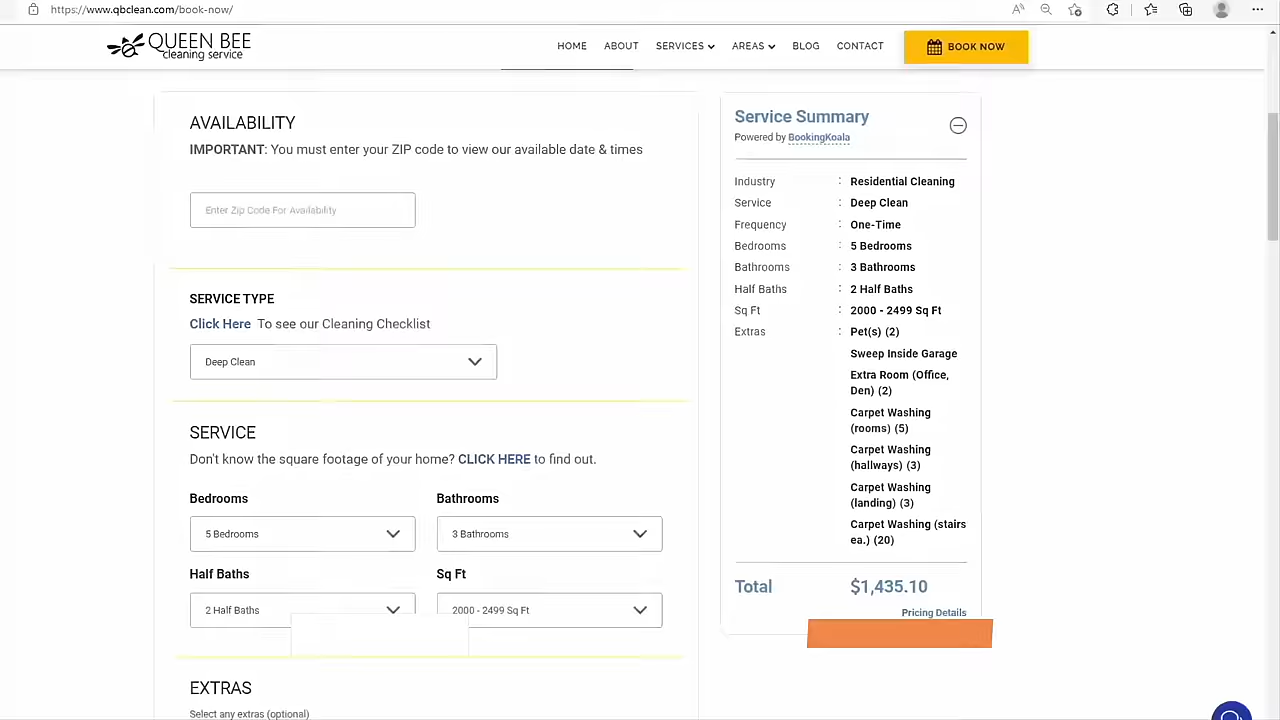 https://www.qbclean.com/book-now/
QUEEN BEE
cleaning service
HOME ABOUT SERVICES AREAS BLOG CONTACT BOOK NOW
AVAILABILITY
IMPORTANT: You must enter your ZIP code to view our available date & times
Enter Zip Code For Availability
SERVICE TYPE
Click Here To see our Cleaning Checklist
Deep Clean
SERVICE
Don't know the square footage of your home? CLICK HERE to find out.
Bedrooms Bathrooms
5 Bedrooms 3 Bathrooms
Half Baths Sq Ft
2 Half Baths 2000 - 2499 Sq Ft
EXTRAS
Select any extras (optional)
Service Summary
Powered by BookingKoala
Industry : Residential Cleaning
Service : Deep Clean
Frequency : One-Time
Bedrooms : 5 Bedrooms
Bathrooms : 3 Bathrooms
Half Baths : 2 Half Baths
Sq Ft : 2000 - 2499 Sq Ft
Extras : Pet(s) (2)
Sweep Inside Garage
Extra Room (Office,
Den) (2)
Carpet Washing
(rooms) (5)
Carpet Washing
(hallways) (3)
Carpet Washing
(landing) (3)
Carpet Washing (stairs
ea.) (20)
Total $1,435.10
Pricing Details